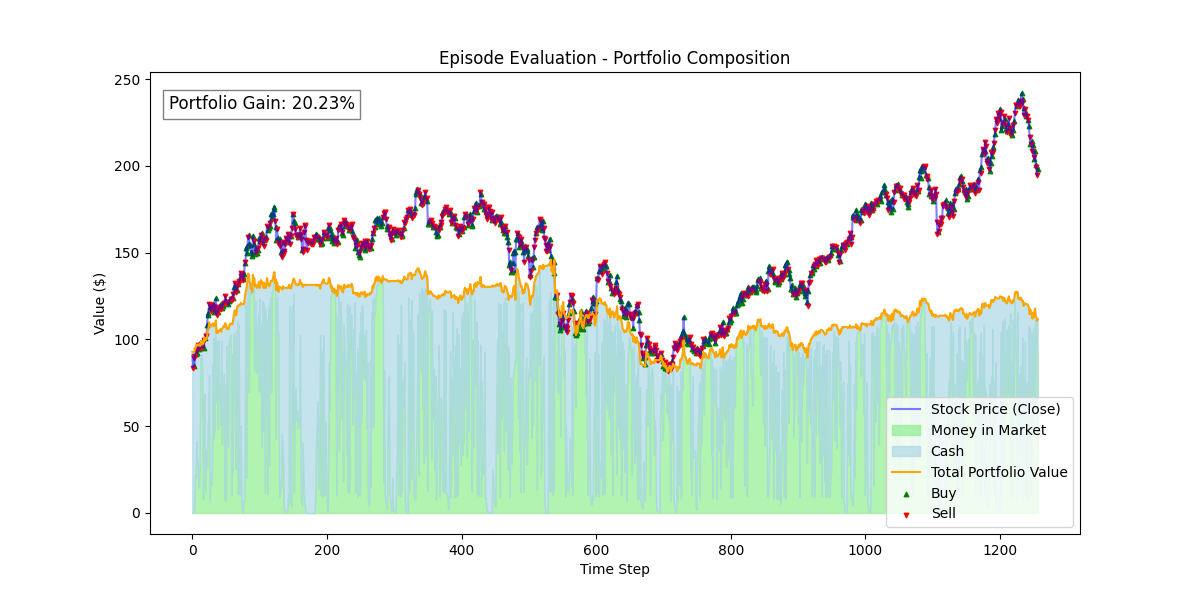 Episode Evaluation - Portfolio Composition
Portfolio Gain: 20.23%
Value ($)
250
200
150
100
50
0
0
200
400
600
800
1000
1200
Time Step
Stock Price (Close)
Money in Market
Cash
Total Portfolio Value
Buy
Sell